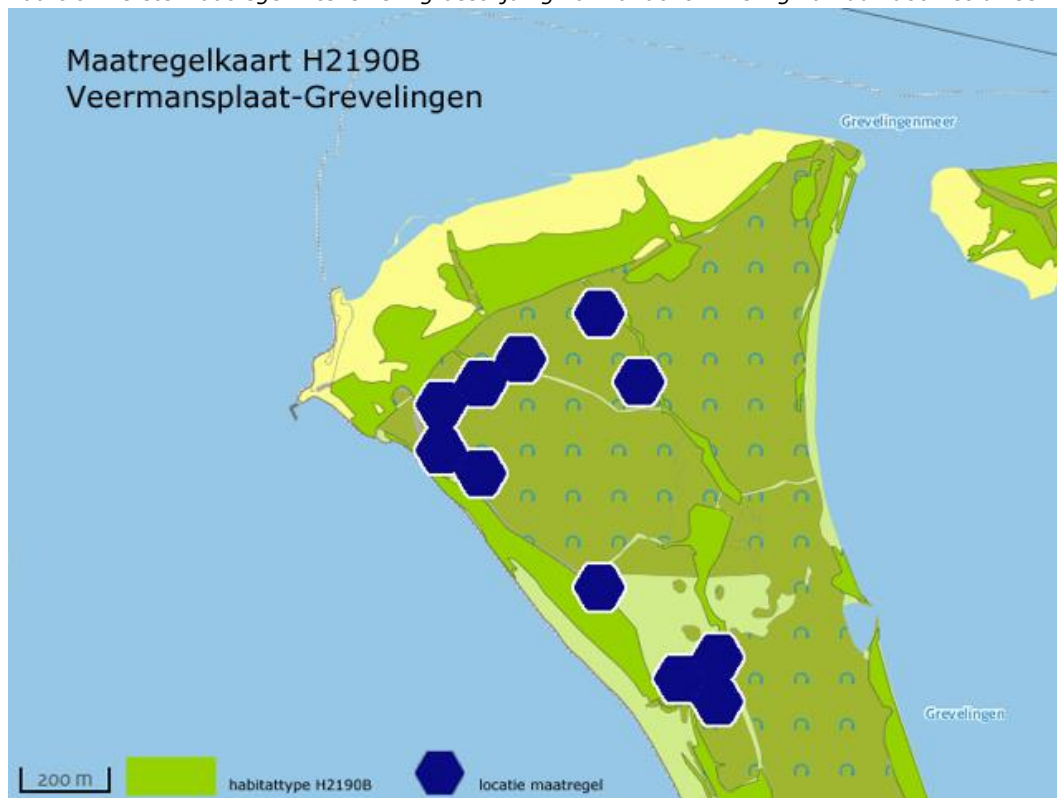 Maatregelkaart H2190B
Veermansplaat-Grevelingen
Grevelingenmeer
Grevelingen
200 m
habitattype H2190B
locatie maatregel